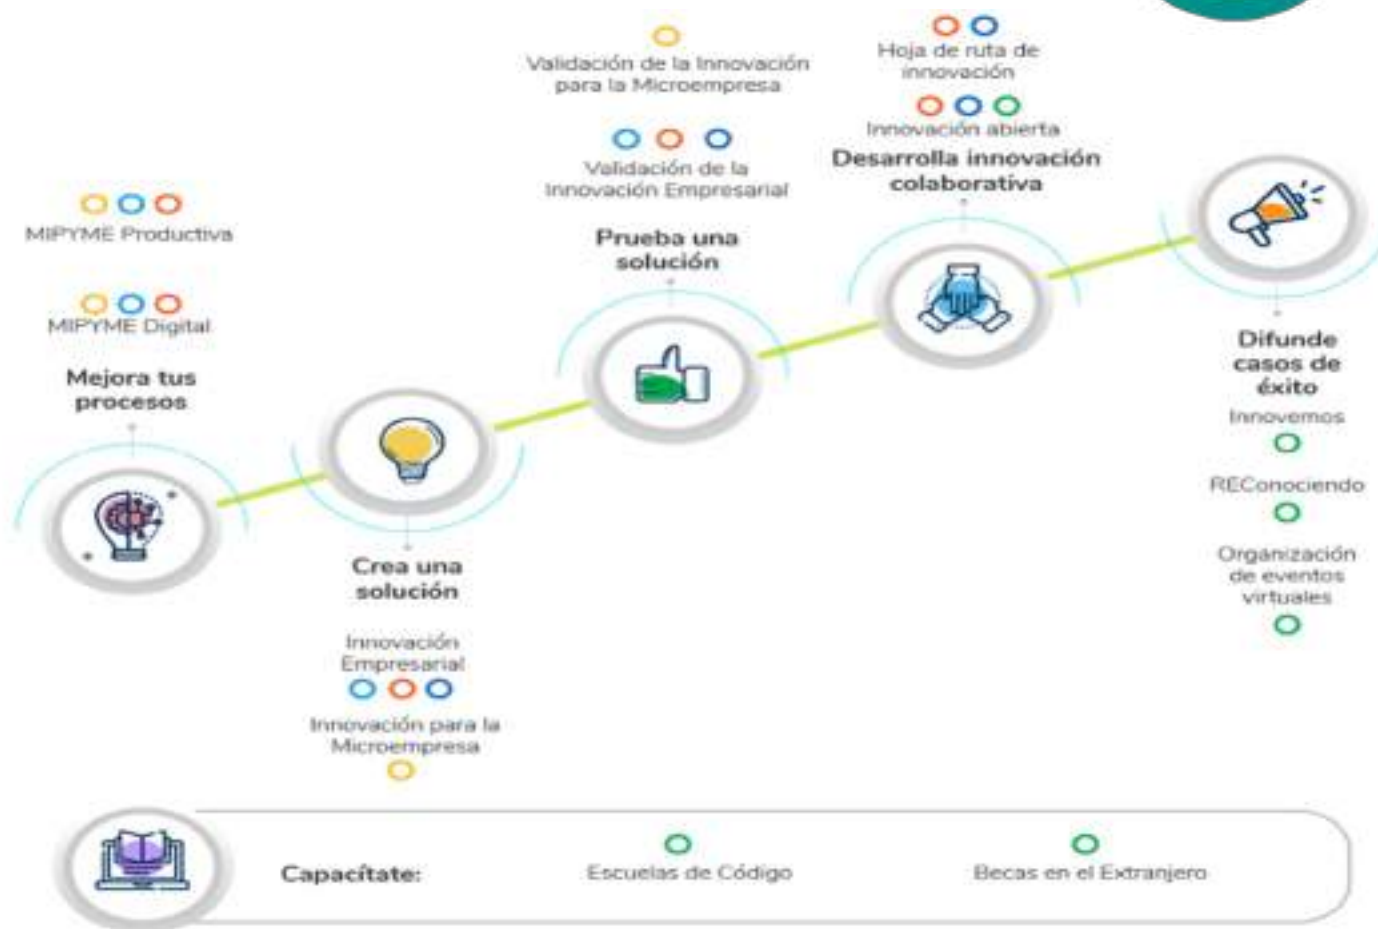 MIPYME Productiva
MIPYME Digital
Mejora tus
procesos
Crea una
solución
Innovación
Empresarial
Innovación para la
Microempresa
Validación de la Innovación
para la Microempresa
Validación de la
Innovación Empresarial
Prueba una
solución
Hoja de ruta de
innovación
Innovación abierta
Desarrolla innovación
colaborativa
Difunde
casos de
éxito
Innovemos
REConociendo
Organización
de eventos
virtuales
Capacítate:
Escuelas de Código
Becas en el Extranjero